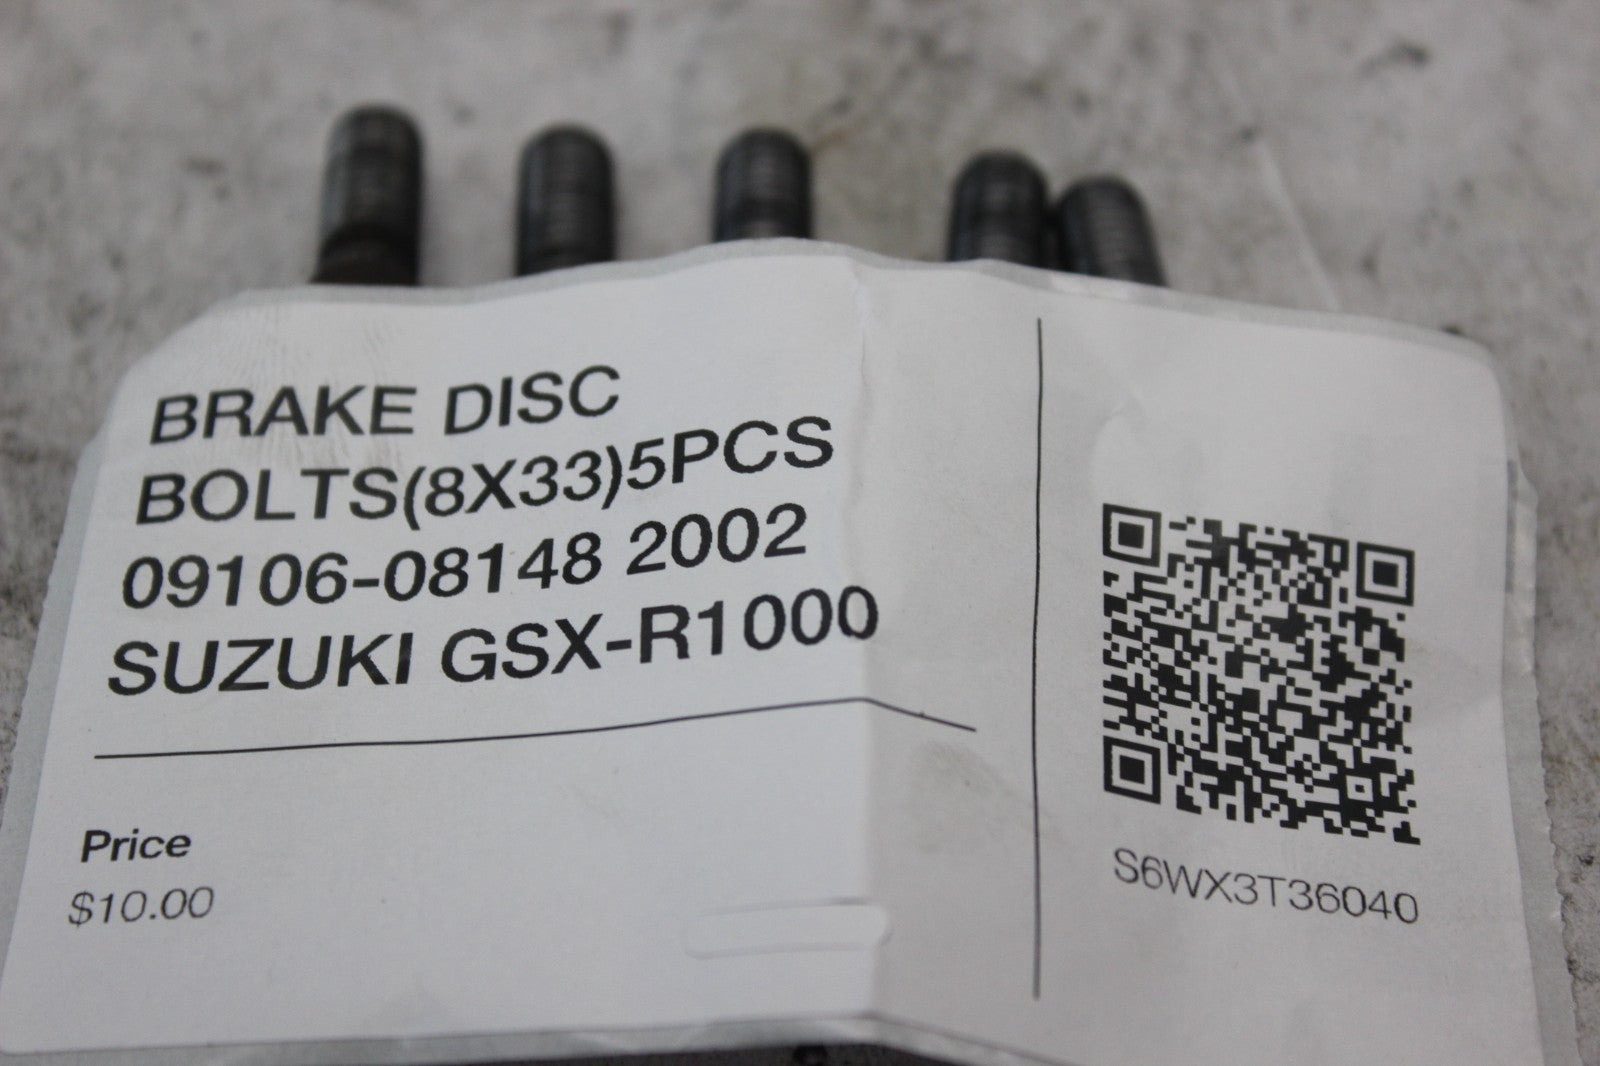 BRAKE DISC
BOLTS(8X33)5PCS
09106-08148 2002
SUZUKI GSX-R1000
Price
$10.00
S6WX3T36040